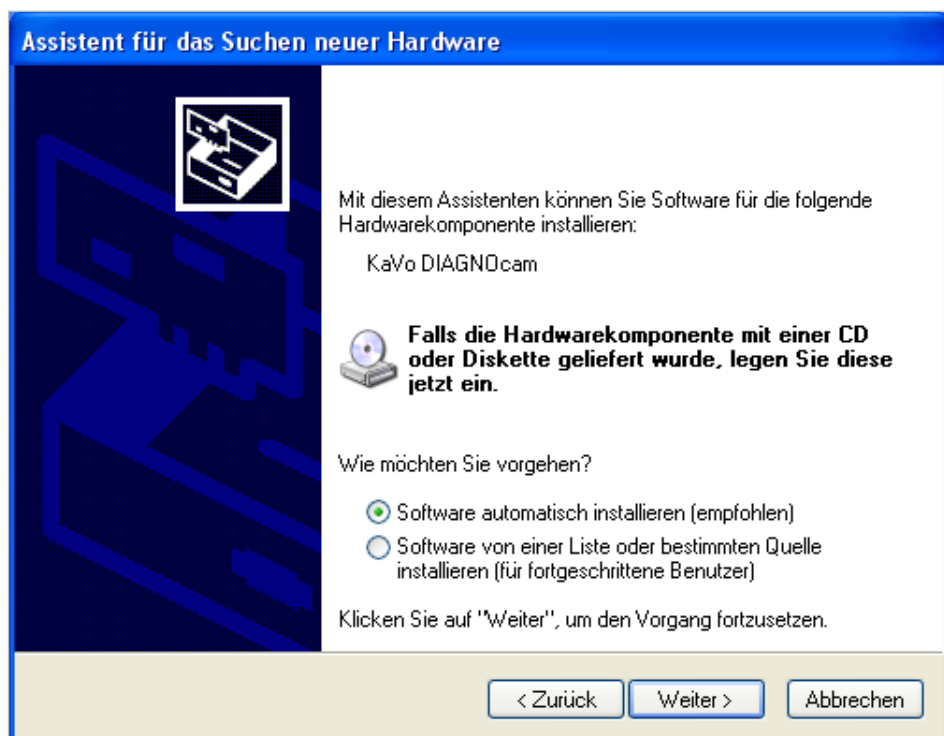 Assistent für das Suchen neuer Hardware
Mit diesem Assistenten können Sie Software für die folgende
Hardwarekomponente installieren:
KaVo DIAGNOcam
Falls die Hardwarekomponente mit einer CD
oder Diskette geliefert wurde, legen Sie diese
jetzt ein.
Wie möchten Sie vorgehen?
Software automatisch installieren (empfohlen)
Software von einer Liste oder bestimmten Quelle
installieren (für fortgeschrittene Benutzer)
Klicken Sie auf "Weiter", um den Vorgang fortzusetzen.
< Zurück Weiter > Abbrechen